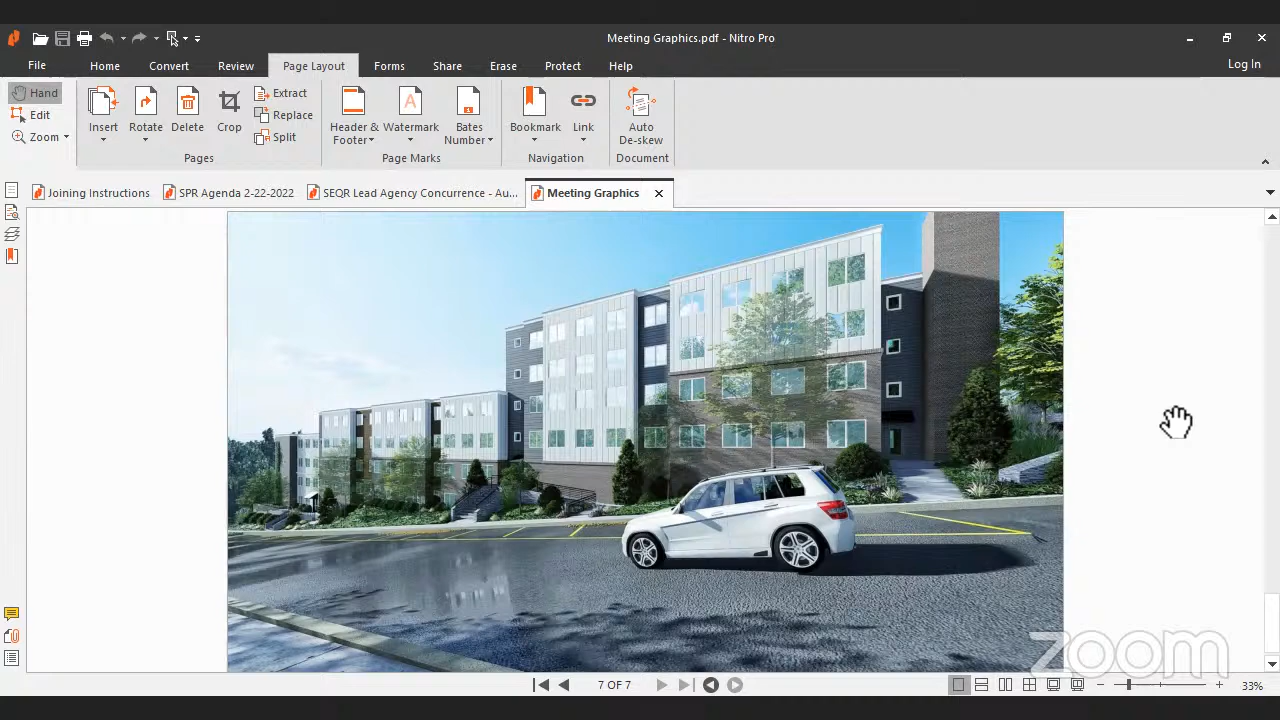 Meeting Graphics.pdf - Nitro Pro
File Home Convert Review Page Layout Forms Share Erase Protect Help Log In
Hand
Edit
Zoom
Insert Rotate Delete Crop
Extract
Replace
Split
Pages
Header & Footer Watermark Bates Number
Page Marks
Bookmark Link
Navigation
Auto De-skew
Document
Joining Instructions SPR Agenda 2-22-2022 SEQR Lead Agency Concurrence - Au... Meeting Graphics
zoom
7 OF 7 33%